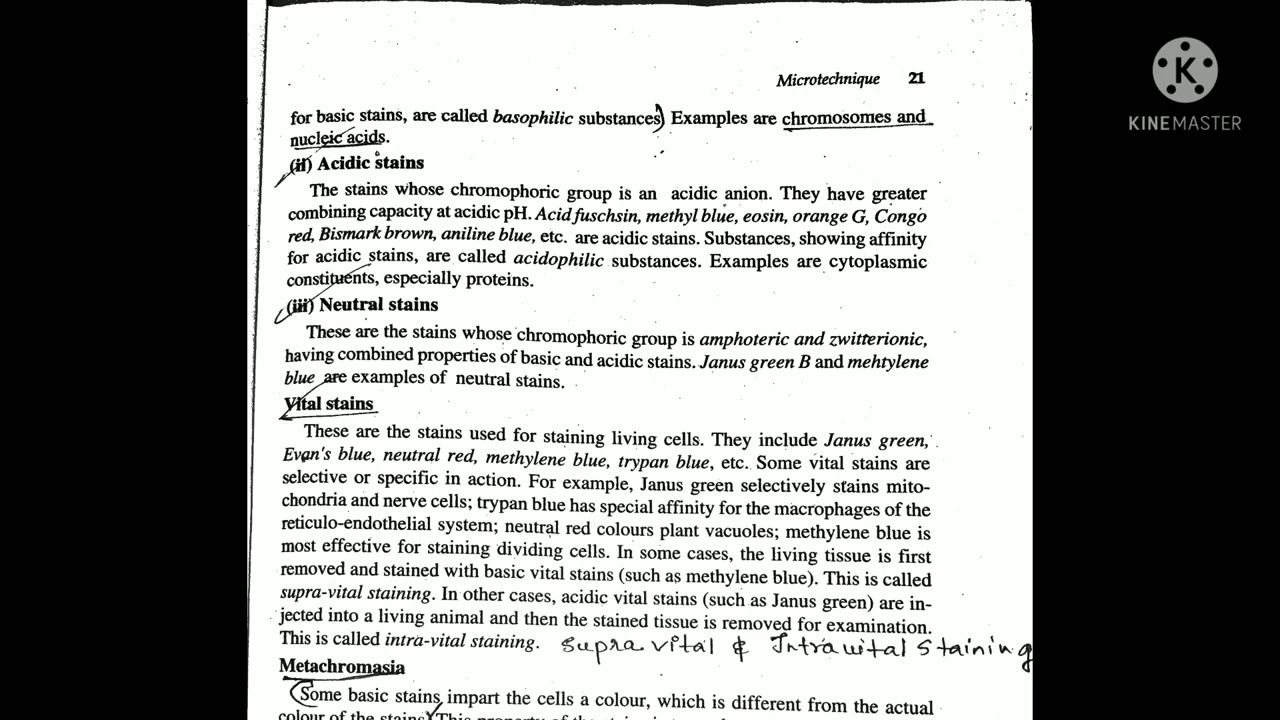 Microtechnique 21
KINEMASTER
for basic stains, are called basophilic substances) Examples are chromosomes and
nucleic acids.
(ii) Acidic stains
The stains whose chromophoric group is an acidic anion. They have greater
combining capacity at acidic pH. Acid fuschsin, methyl blue, eosin, orange G, Congo
red, Bismark brown, aniline blue, etc. are acidic stains. Substances, showing affinity
for acidic stains, are called acidophilic substances. Examples are cytoplasmic
constituents, especially proteins.
(iii) Neutral stains
These are the stains whose chromophoric group is amphoteric and zwitterionic,
having combined properties of basic and acidic stains. Janus green B and mehtylene
blue are examples of neutral stains.
Vital stains
These are the stains used for staining living cells. They include Janus green,
Evan's blue, neutral red, methylene blue, trypan blue, etc. Some vital stains are
selective or specific in action. For example, Janus green selectively stains mito-
chondria and nerve cells; trypan blue has special affinity for the macrophages of the
reticulo-endothelial system; neutral red colours plant vacuoles; methylene blue is
most effective for staining dividing cells. In some cases, the living tissue is first
removed and stained with basic vital stains (such as methylene blue). This is called
supra-vital staining. In other cases, acidic vital stains (such as Janus green) are in-
jected into a living animal and then the stained tissue is removed for examination.
This is called intra-vital staining. Supra vital & Intravital staining
Metachromasia
(Some basic stains impart the cells a colour, which is different from the actual
colour of the stains. This property of the